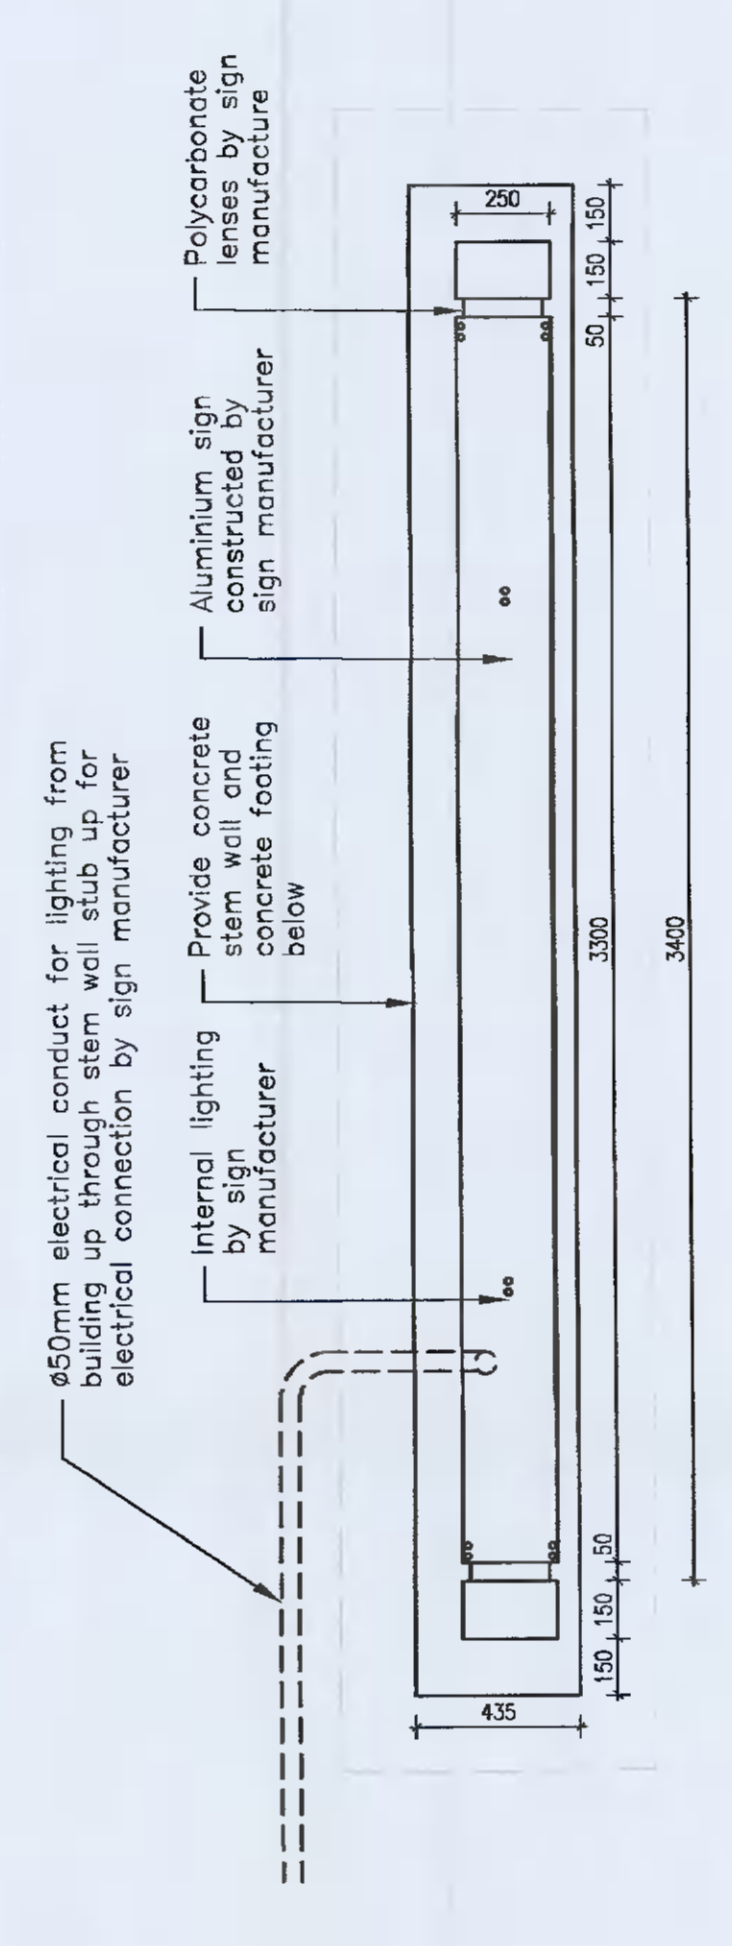 ø50mm electrical conduct for lighting from
building up through stem wall stub up for
electrical connection by sign manufacturer
Internal lighting
by sign
manufacturer
Provide concrete
stem wall and
concrete footing
below
Aluminium sign
constructed by
sign manufacturer
Polycarbonate
lenses by sign
manufacture
435
250
150
150
50
3300
50
150
150
3400